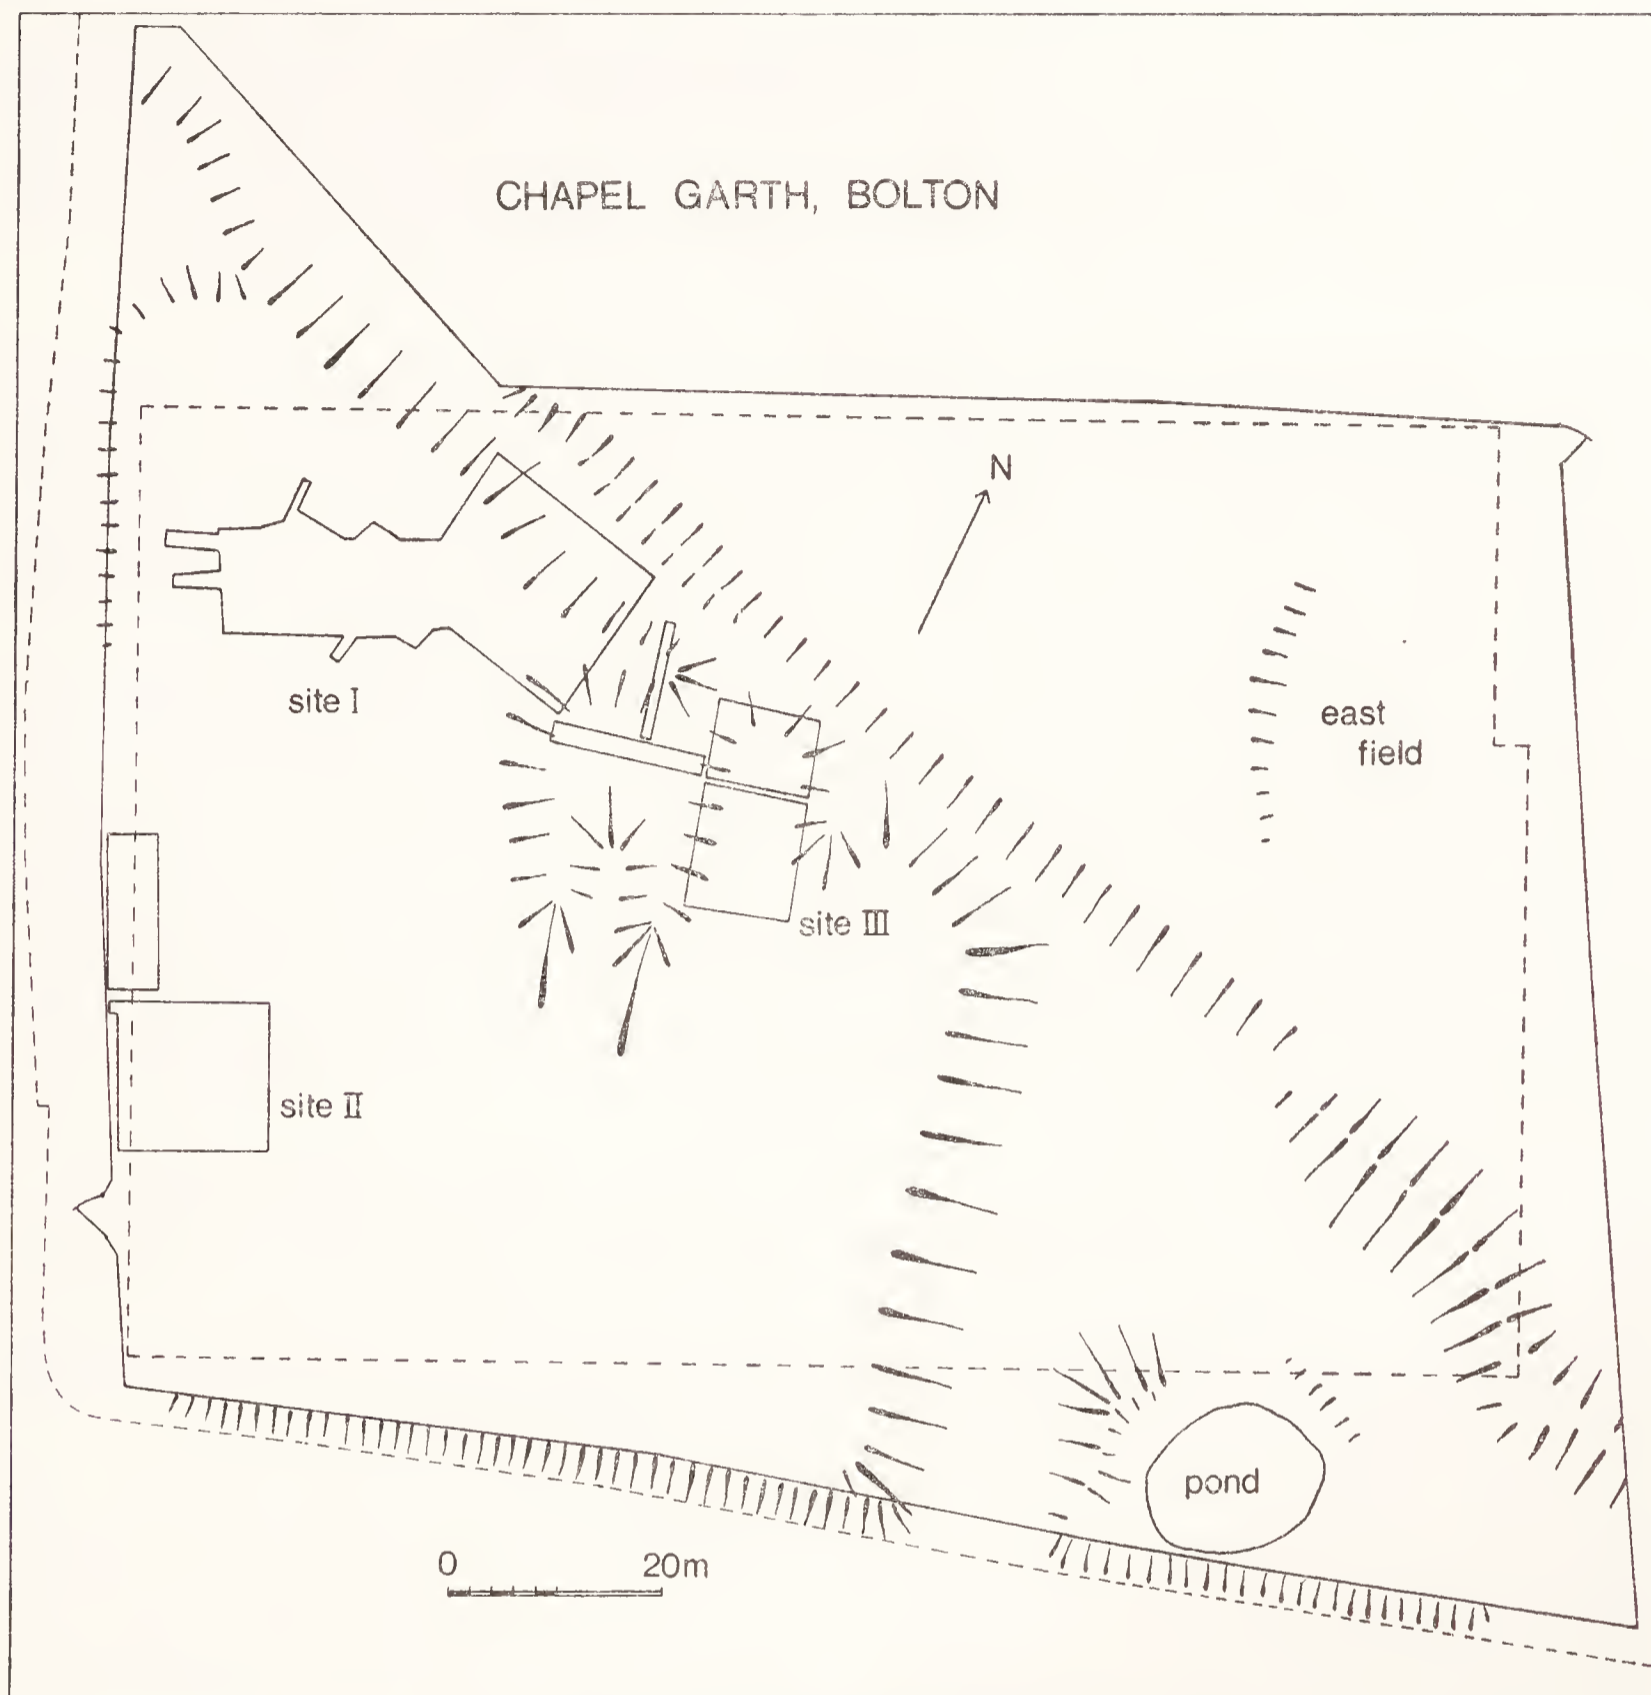 CHAPEL GARTH, BOLTON
N
site I
east
field
site III
site II
pond
0 20m